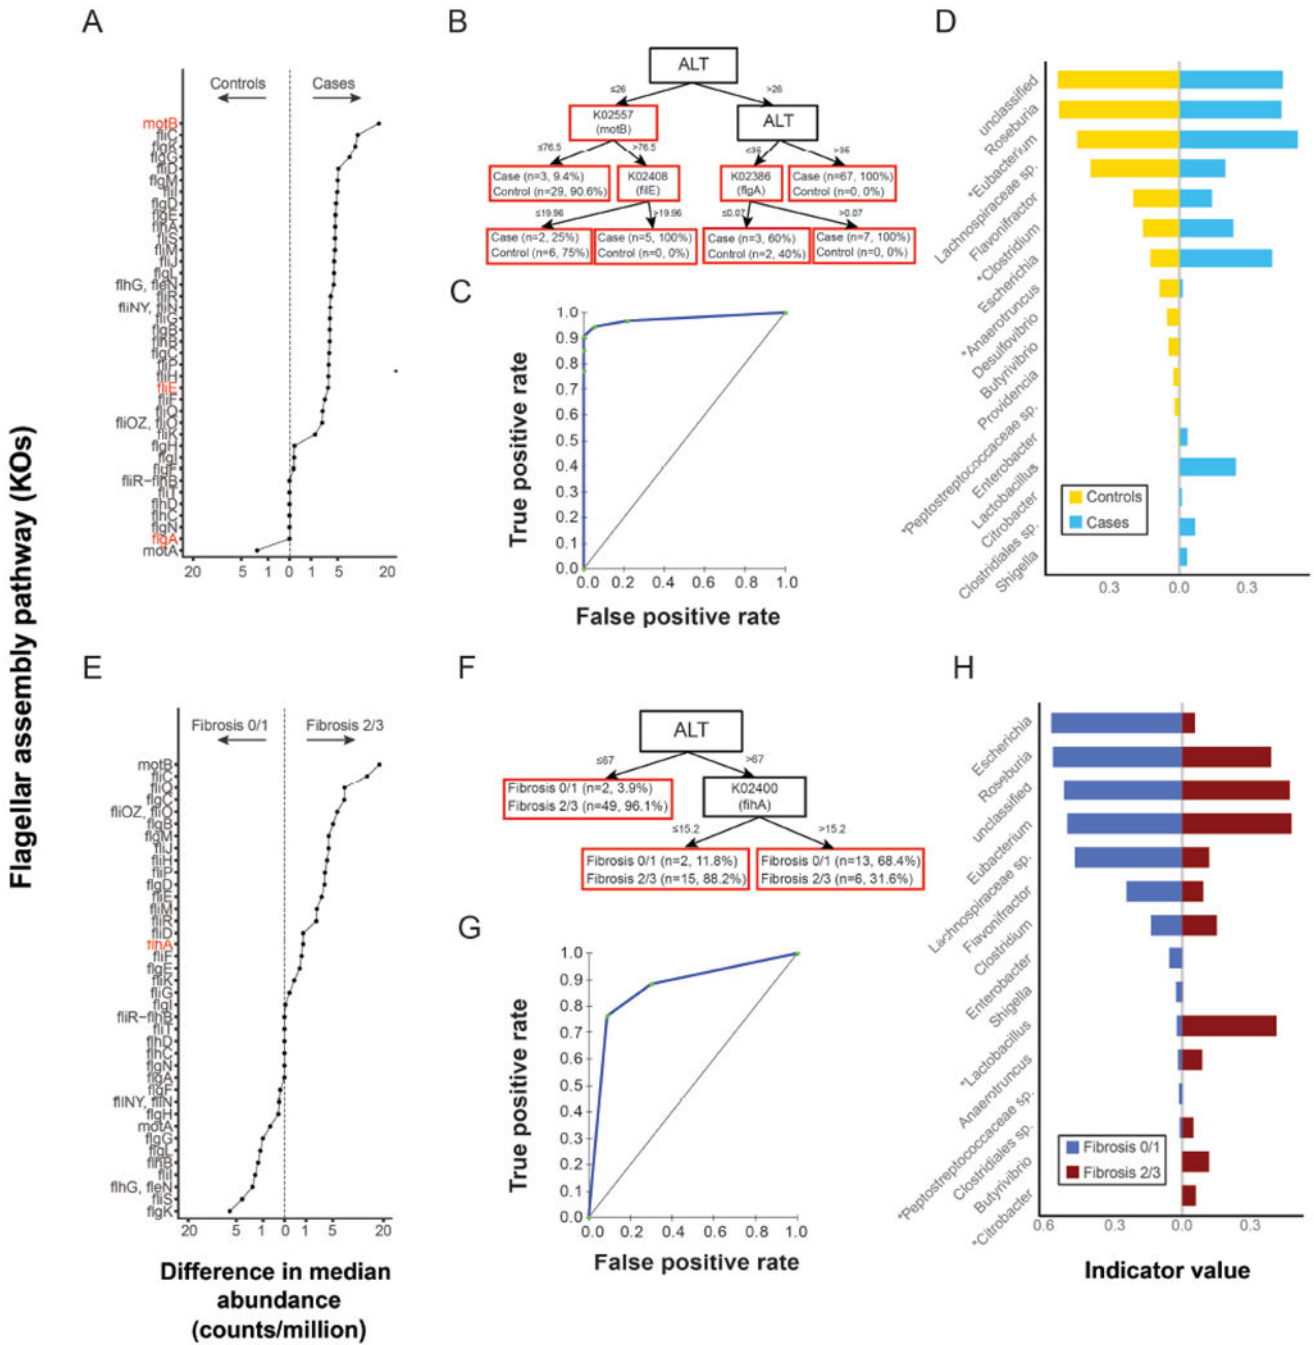 Flagellar assembly pathway (KOs)
A
Controls
Cases
motB
fliC
flgK
flgG
fliD
flgM
fliI
flgD
flgE
flhA
fliS
fliM
fliJ
flgL
flhG, fleN
fliR
fliNY, fliN
fliG
flgB
flhB
flgC
fliP
fliH
fliE
fliF
fliQ
fliOZ, fliO
fliK
flgH
flgI
flgF
fliR-flhB
fliT
flhD
flhC
flgN
flgA
motA
20 5 1 0 1 5 20
B
ALT
≤26
>26
K02557
(motB)
ALT
≤76.5
>76.5
≤96
>96
Case (n=3, 9.4%)
Control (n=29, 90.6%)
K02408
(filE)
K02386
(flgA)
Case (n=67, 100%)
Control (n=0, 0%)
≤19.96
>19.96
≤0.07
>0.07
Case (n=2, 25%)
Control (n=6, 75%)
Case (n=5, 100%)
Control (n=0, 0%)
Case (n=3, 60%)
Control (n=2, 40%)
Case (n=7, 100%)
Control (n=0, 0%)
C
True positive rate
1.0
0.9
0.8
0.7
0.6
0.5
0.4
0.3
0.2
0.1
0.0
0.0 0.2 0.4 0.6 0.8 1.0
False positive rate
D
unclassified
Roseburia
*Eubacterium
Lachnospiraceae sp.
Flavonifractor
*Clostridium
Escherichia
*Anaerotruncus
Desulfovibrio
Butyrivibrio
Providencia
*Peptostreptococcaceae sp.
Enterobacter
Lactobacillus
Citrobacter
Clostridiales sp.
Shigella
Controls
Cases
0.3 0.0 0.3
E
Fibrosis 0/1
Fibrosis 2/3
motB
fliC
fliQ
flgC
fliOZ, fliO
flgB
flgM
fliJ
fliH
fliP
flgD
fliE
fliM
fliR
fliD
flhA
fliF
flgE
fliK
fliG
flgI
fliR-flhB
fliT
flhD
flhC
flgN
flgA
flgF
fliNY, fliN
flgH
motA
flgG
flgL
flhB
fliI
flhG, fleN
fliS
flgK
20 5 1 0 1 5 20
Difference in median
abundance
(counts/million)
F
ALT
≤67
>67
Fibrosis 0/1 (n=2, 3.9%)
Fibrosis 2/3 (n=49, 96.1%)
K02400
(fihA)
≤15.2
>15.2
Fibrosis 0/1 (n=2, 11.8%)
Fibrosis 2/3 (n=15, 88.2%)
Fibrosis 0/1 (n=13, 68.4%)
Fibrosis 2/3 (n=6, 31.6%)
G
True positive rate
1.0
0.9
0.8
0.7
0.6
0.5
0.4
0.3
0.2
0.1
0.0
0.0 0.2 0.4 0.6 0.8 1.0
False positive rate
H
Escherichia
Roseburia
unclassified
Eubacterium
Lachnospiraceae sp.
Flavonifractor
Clostridium
Enterobacter
Shigella
*Lactobacillus
Anaerotruncus
*Peptostreptococcaceae sp.
Clostridiales sp.
Butyrivibrio
*Citrobacter
Fibrosis 0/1
Fibrosis 2/3
0.6 0.3 0.0 0.3
Indicator value